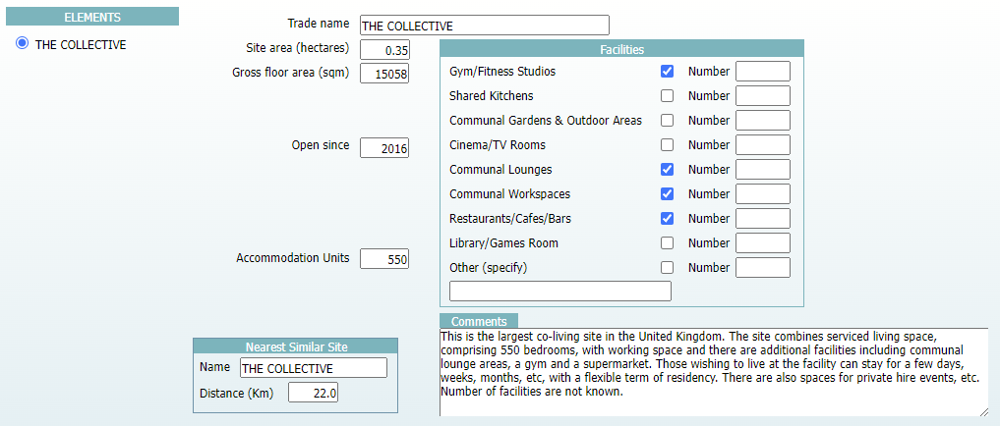 ELEMENTS
THE COLLECTIVE
Trade name THE COLLECTIVE
Site area (hectares) 0.35
Gross floor area (sqm) 15058
Open since 2016
Accommodation Units 550
Facilities
Gym/Fitness Studios Number
Shared Kitchens Number
Communal Gardens & Outdoor Areas Number
Cinema/TV Rooms Number
Communal Lounges Number
Communal Workspaces Number
Restaurants/Cafes/Bars Number
Library/Games Room Number
Other (specify) Number
Nearest Similar Site
Name THE COLLECTIVE
Distance (Km) 22.0
Comments
This is the largest co-living site in the United Kingdom. The site combines serviced living space,
comprising 550 bedrooms, with working space and there are additional facilities including communal
lounge areas, a gym and a supermarket. Those wishing to live at the facility can stay for a few days,
weeks, months, etc, with a flexible term of residency. There are also spaces for private hire events, etc.
Number of facilities are not known.